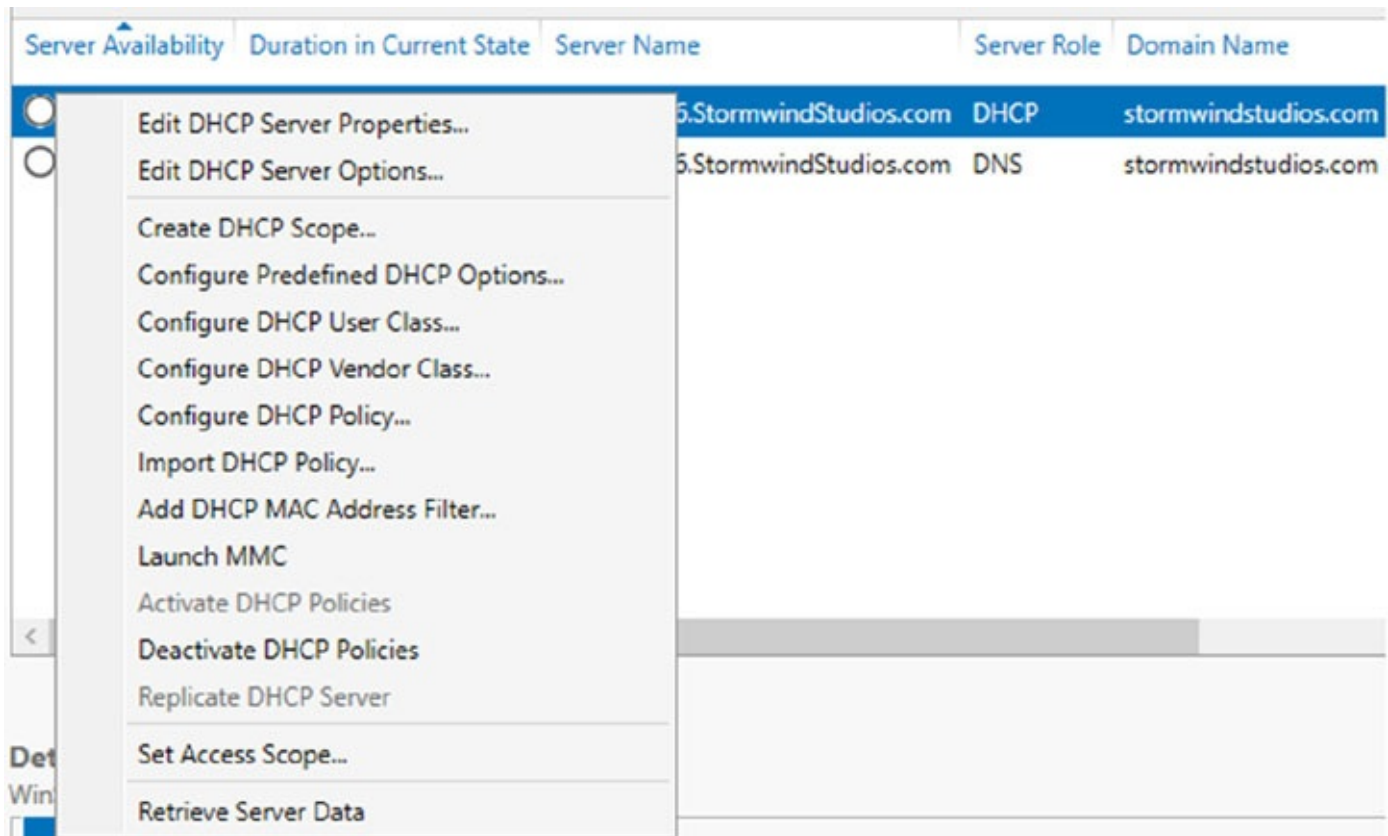 Server Availability Duration in Current State Server Name Server Role Domain Name
6.StormwindStudios.com DHCP stormwindstudios.com
6.StormwindStudios.com DNS stormwindstudios.com
Edit DHCP Server Properties...
Edit DHCP Server Options...
Create DHCP Scope...
Configure Predefined DHCP Options...
Configure DHCP User Class...
Configure DHCP Vendor Class...
Configure DHCP Policy...
Import DHCP Policy...
Add DHCP MAC Address Filter...
Launch MMC
Activate DHCP Policies
Deactivate DHCP Policies
Replicate DHCP Server
Set Access Scope...
Retrieve Server Data
Det
Win